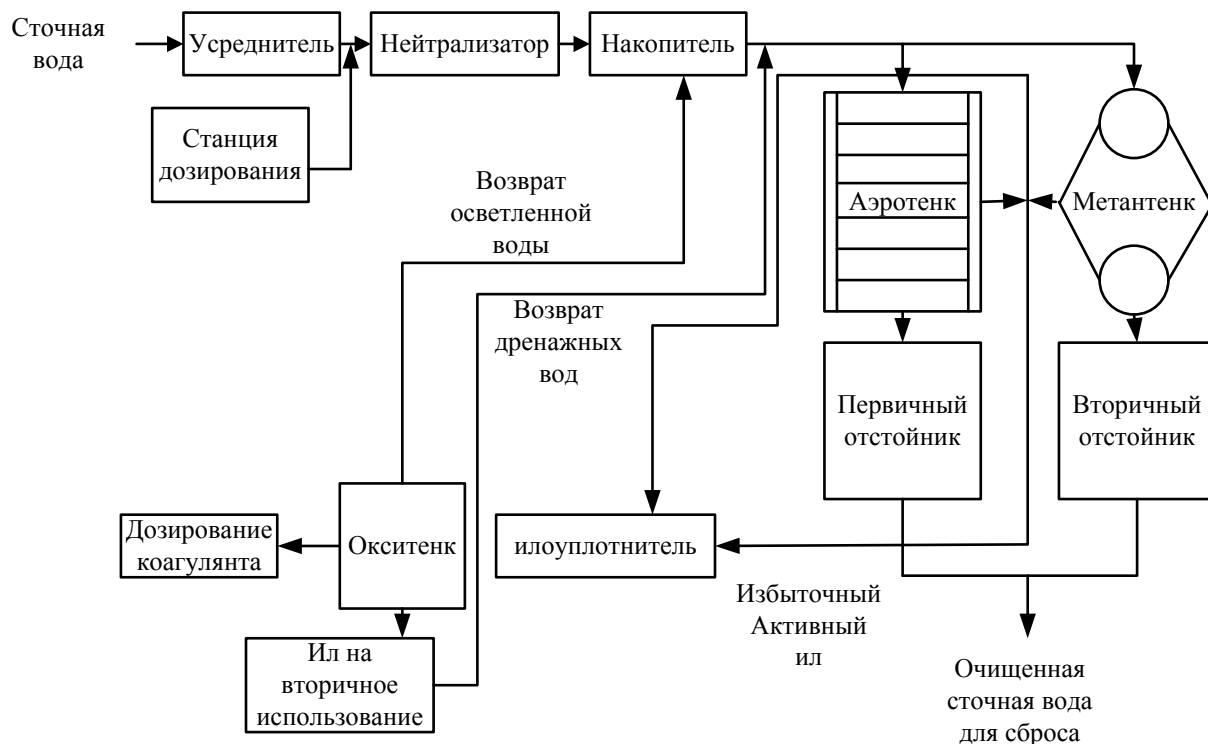 Сточная
вода
Усреднитель
Нейтрализатор
Накопитель
Станция
дозирования
Возврат
осветленной
воды
Аэротенк
Метантенк
Возврат
дренажных
вод
Первичный
отстойник
Вторичный
отстойник
Дозирование
коагулянта
Окситенк
илоуплотнитель
Избыточный
Активный
ил
Ил на
вторичное
использование
Очищенная
сточная вода
для сброса